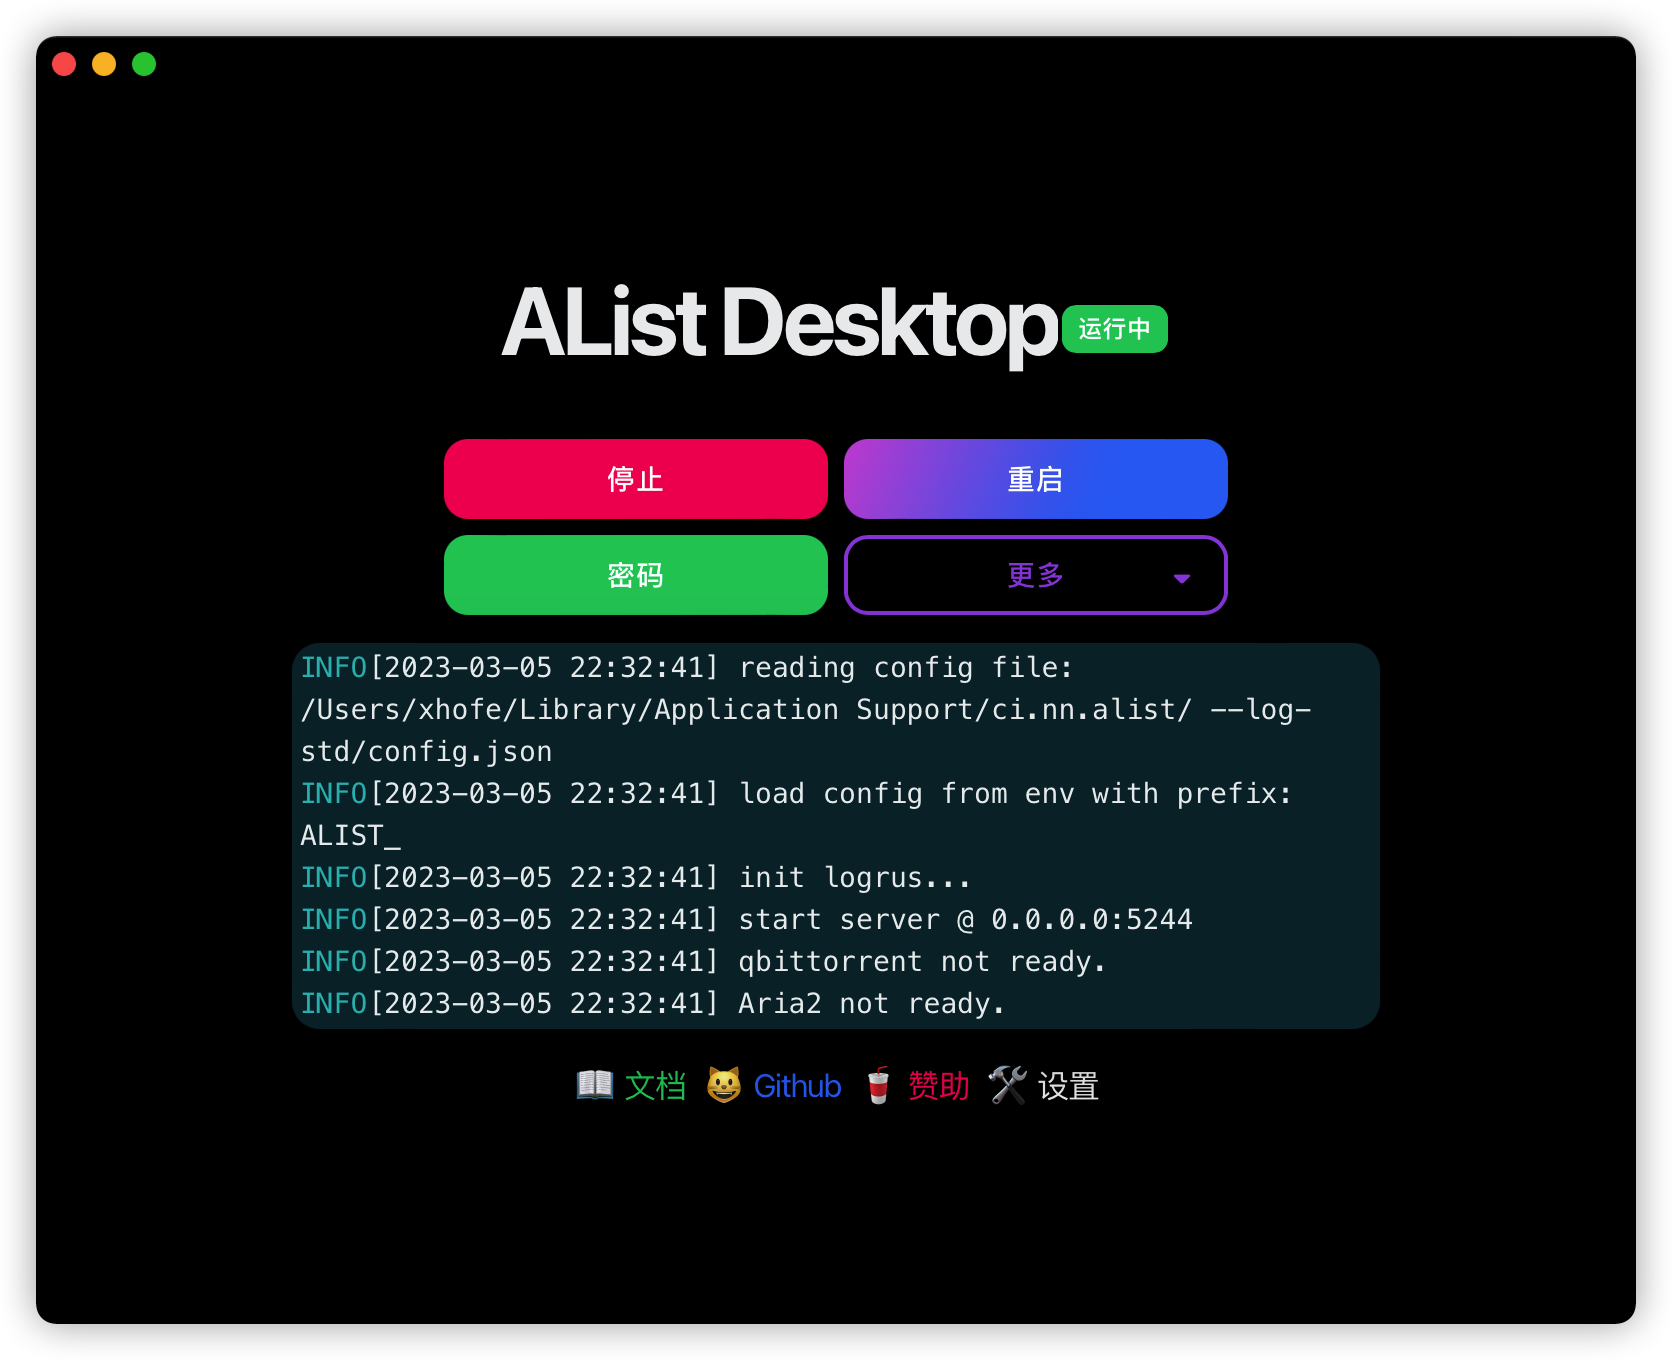 AList Desktop 运行中
停止 重启
密码 更多
INFO[2023-03-05 22:32:41] reading config file:
/Users/xhofe/Library/Application Support/ci.nn.alist/ --log-
std/config.json
INFO[2023-03-05 22:32:41] load config from env with prefix:
ALIST_
INFO[2023-03-05 22:32:41] init logrus...
INFO[2023-03-05 22:32:41] start server @ 0.0.0.0:5244
INFO[2023-03-05 22:32:41] qbittorrent not ready.
INFO[2023-03-05 22:32:41] Aria2 not ready.
文档 Github 赞助 设置